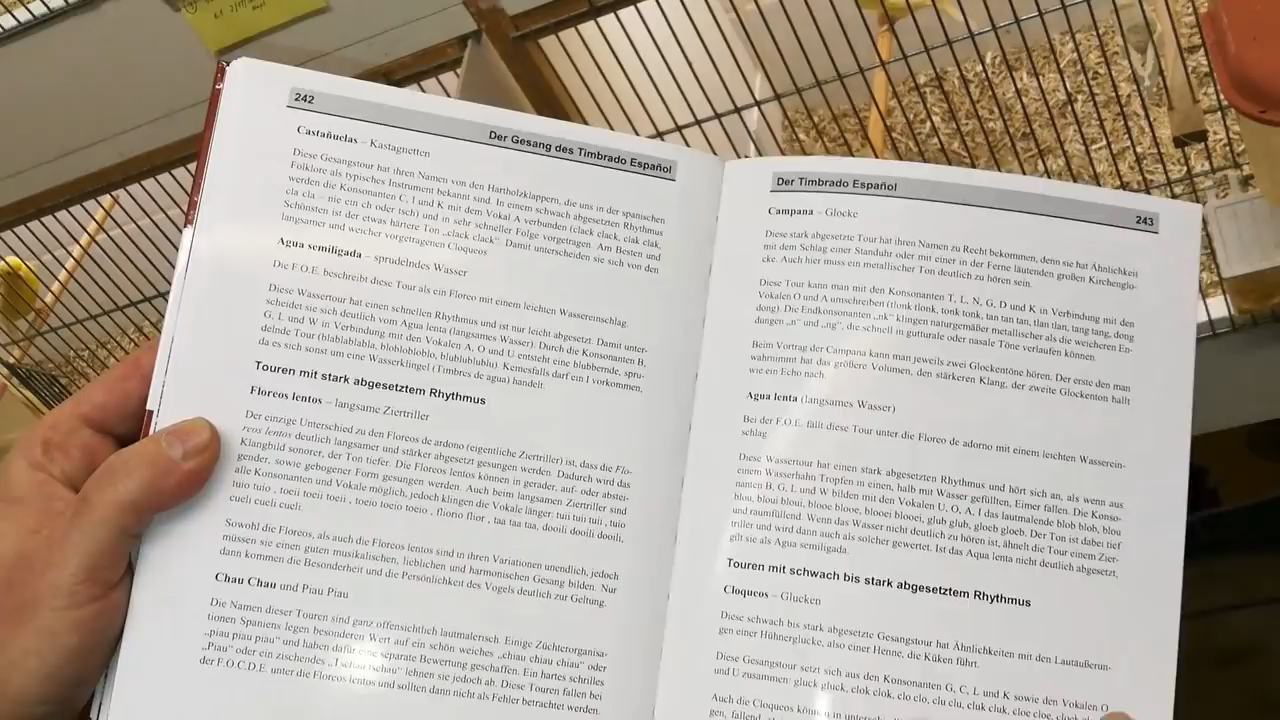 242
Der Gesang des Timbrado Español
Castañuelas – Kastagnetten
Diese Gesangstour hat ihren Namen von den Hartholzklappern, die uns in der spanischen
Folklore als typisches Instrument bekannt sind. In einem schwach abgesetzten Rhythmus
werden die Konsonanten C, l und K mit dem Vokal A verbunden (clack clack, clak clak,
cla cla – nie ein ch oder tsch) und in sehr schneller Folge vorgetragen. Am Besten und
Schönsten ist der etwas härtere Ton „clack clack“. Damit unterscheiden sie sich von den
langsamer und weicher vorgetragenen Cloqueos
Agua semiligada – sprudelndes Wasser
Die F.O.E. beschreibt diese Tour als ein Floreo mit einem leichten Wassereinschlag.
Diese Wassertour hat einen schnellen Rhythmus und ist nur leicht abgesetzt. Damit unter-
scheidet sie sich deutlich vom Agua lenta (langsames Wasser). Durch die Konsonanten B,
G, L und W in Verbindung mit den Vokalen A, O und U entsteht eine blubbernde, spru-
delnde Tour (blablablabla, bloblobloblo, blublublublu). Keinesfalls darf ein I vorkommen,
da es sich sonst um eine Wasserklingel (Timbres de agua) handelt.
Touren mit stark abgesetztem Rhythmus
Floreos lentos – langsame Ziertriller
Der einzige Unterschied zu den Floreos de ardono (eigentliche Ziertriller) ist, dass die Flo-
reos lentos deutlich langsamer und stärker abgesetzt gesungen werden. Dadurch wird das
Klangbild sonorer, der Ton tiefer. Die Floreos lentos können in gerader, auf- oder abstei-
gender, sowie gebogener Form gesungen werden. Auch beim langsamen Ziertriller sind
alle Konsonanten und Vokale möglich, jedoch klingen die Vokale länger: tui tui tui , tuio
tuio tuio , toeii toeii toeii , toeio toeio toeio , fliono flior , taa taa taa, dooili dooili dooili,
cueli cueli cueli.
Sowohl die Floreos, als auch die Floreos lentos sind in ihren Variationen unendlich, jedoch
müssen sie einen guten musikalischen, lieblichen und harmonischen Gesang bilden. Nur
dann kommen die Besonderheit und die Persönlichkeit des Vogels deutlich zur Geltung.
Chau Chau und Piau Piau
Die Namen dieser Touren sind ganz offensichtlich lautmalerisch. Einige Züchterorganisa-
tionen Spaniens legen besonderen Wert auf ein schön weiches „chiau chiau chiau“ oder
„piau piau piau“ und haben dafür eine separate Bewertung geschaffen. Ein hartes schrilles
„Piau“ oder ein zischendes „Tschau tschau“ lehnen sie jedoch ab. Diese Touren fallen bei
der F.O.C.D.E. unter die Floreos lentos und sollten dann nicht als Fehler betrachtet werden.
Der Timbrado Español
243
Campana – Glocke
Diese stark abgesetzte Tour hat ihren Namen zu Recht bekommen, denn sie hat Ähnlichkeit
mit dem Schlag einer Standuhr oder mit einer in der Ferne läutenden großen Kirchenglo-
cke. Auch hier muss ein metallischer Ton deutlich zu hören sein.
Diese Tour kann man mit den Konsonanten T, L, N, G, D und K in Verbindung mit den
Vokalen O und A umschreiben (tlonk tlonk, tonk tonk, tan tan tan, tlan tlan, tang tang, dong
dong). Die Endkonsonanten „nk“ klingen naturgemäßer metallischer als die weicheren En-
dungen „n“ und „ng“, die schnell in gutturale oder nasale Töne verlaufen können.
Beim Vortrag der Campana kann man jeweils zwei Glockentöne hören. Der erste den man
wahrnimmt hat das größere Volumen, den stärkeren Klang, der zweite Glockenton hallt
wie ein Echo nach.
Agua lenta (langsames Wasser)
Bei der F.O.E. fällt diese Tour unter die Floreo de adorno mit einem leichten Wasserein-
schlag
Diese Wassertour hat einen stark abgesetzten Rhythmus und hört sich an, als wenn aus
einem Wasserhahn Tropfen in einen, halb mit Wasser gefüllten, Eimer fallen. Die Konso-
nanten B, G, L und W bilden mit den Vokalen U, O, A, I das lautmalende blob blob, blou
blou, bloui bloui, blooe blooe, blooei blooei, glub glub, gloeb gloeb. Der Ton ist dabei tief
und raumfüllend. Wenn das Wasser nicht deutlich zu hören ist, ähnelt die Tour einem Zier-
triller und wird dann auch als solcher gewertet. Ist das Aqua lenta nicht deutlich abgesetzt,
gilt sie als Agua semiligada.
Touren mit schwach bis stark abgesetztem Rhythmus
Cloqueos – Glucken
Diese schwach bis stark abgesetzte Gesangstour hat Ähnlichkeiten mit den Lautäußerun-
gen einer Hühnerglucke, also einer Henne, die Küken führt.
Diese Gesangstour setzt sich aus den Konsonanten G, C, L und K sowie den Vokalen O
und U zusammen: gluck gluck, clok clok, clo clo, clu clu, cluk cluk, cloe cloe,
Auch die Cloqueos
gen, fallend,